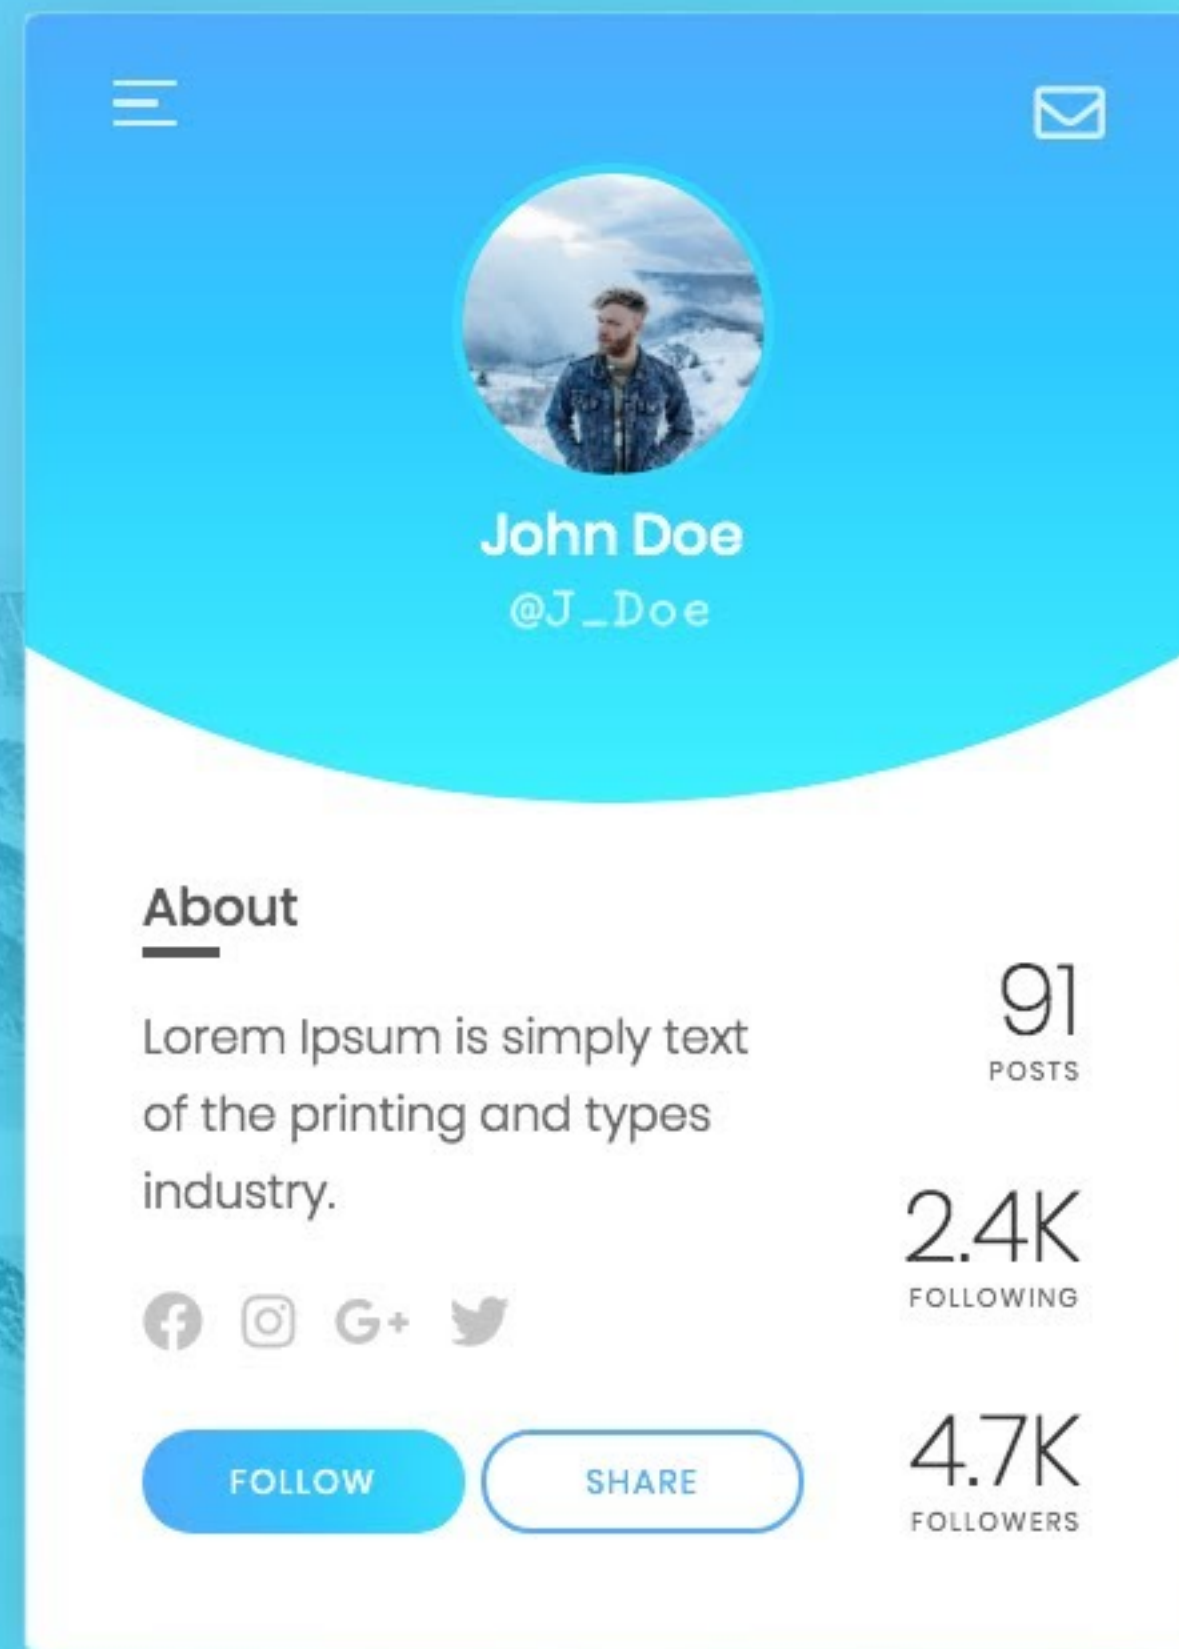 John Doe
@J_Doe
About
Lorem Ipsum is simply text
of the printing and types
industry.
G+
FOLLOW
SHARE
91
POSTS
2.4K
FOLLOWING
4.7K
FOLLOWERS